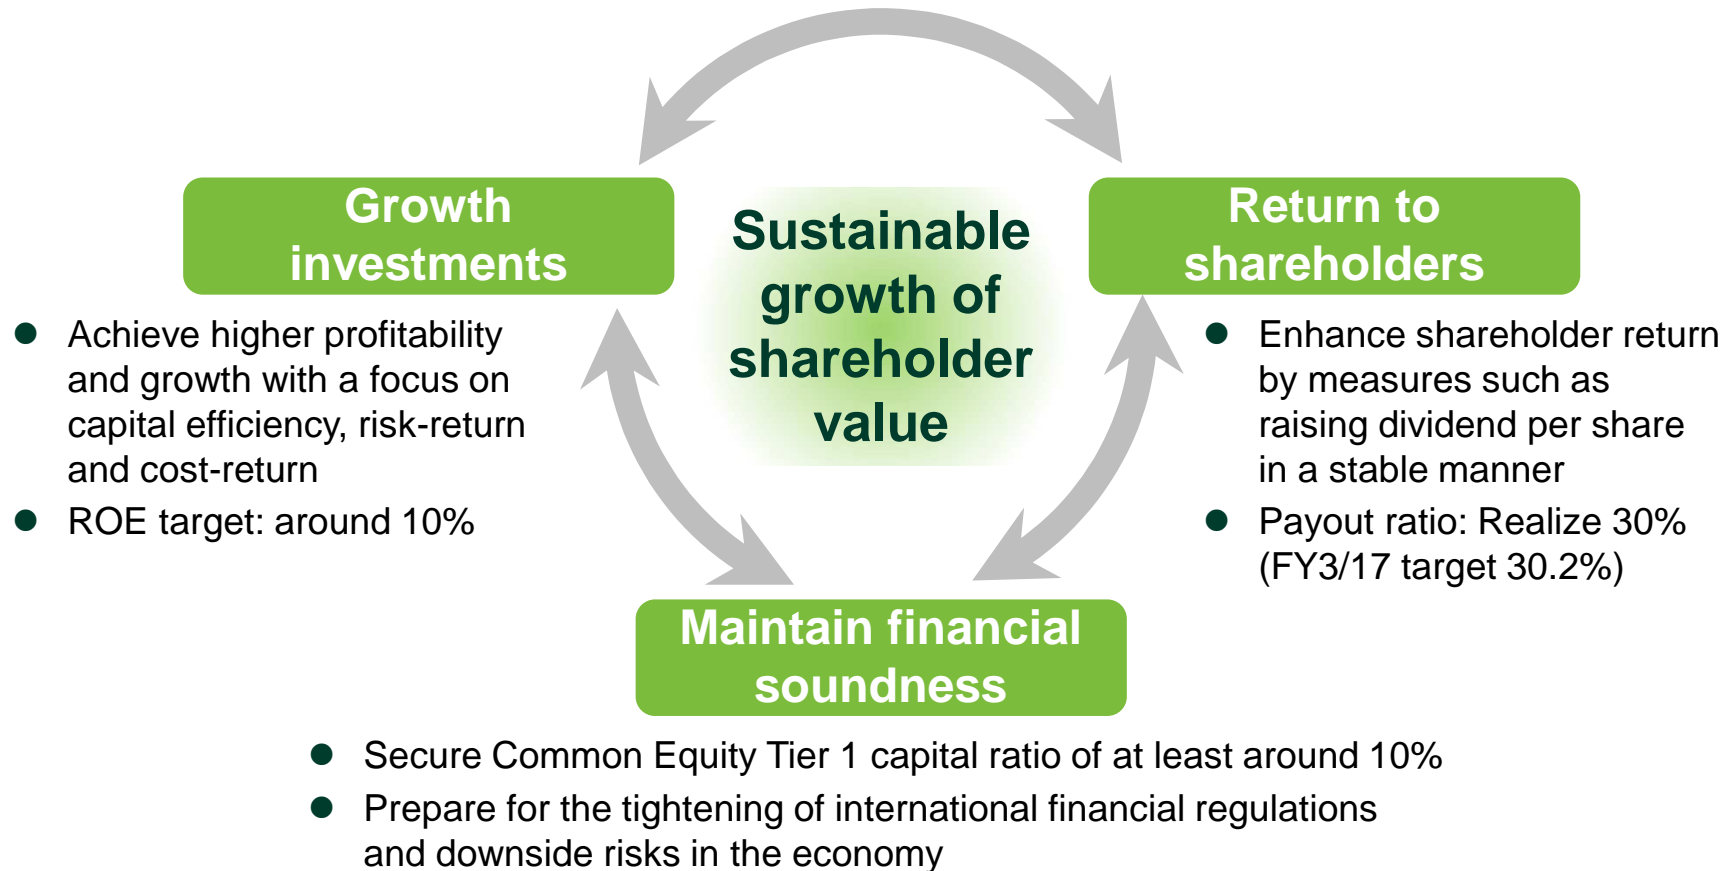 Growth
investments
● Achieve higher profitability
and growth with a focus on
capital efficiency, risk-return
and cost-return
● ROE target: around 10%
Sustainable
growth of
shareholder
value
Return to
shareholders
● Enhance shareholder return
by measures such as
raising dividend per share
in a stable manner
● Payout ratio: Realize 30%
(FY3/17 target 30.2%)
Maintain financial
soundness
● Secure Common Equity Tier 1 capital ratio of at least around 10%
● Prepare for the tightening of international financial regulations
and downside risks in the economy